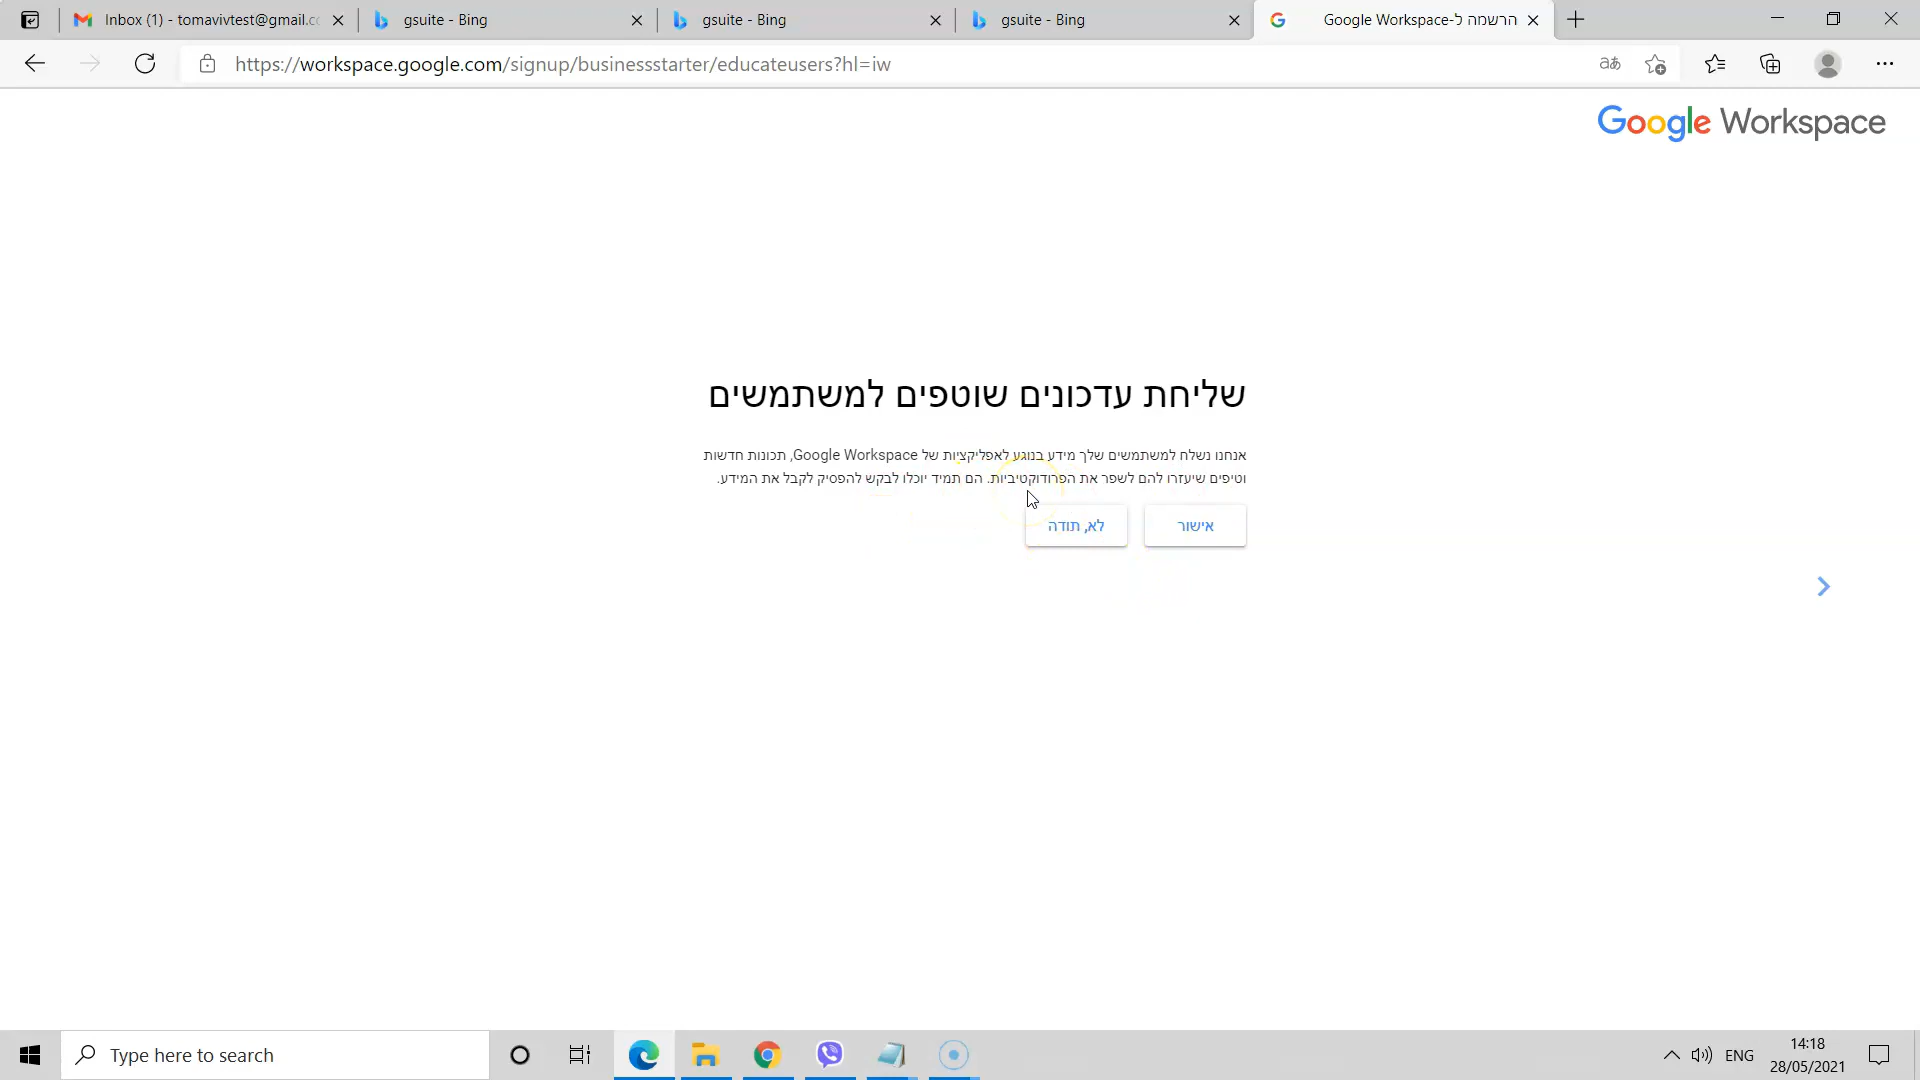 Inbox (1) - tomavivtest@gmail.cc
gsuite - Bing
gsuite - Bing
gsuite - Bing
הרשמה ל-Google Workspace
https://workspace.google.com/signup/businessstarter/educateusers?hl=iw
Google Workspace
שליחת עדכונים שוטפים למשתמשים
אנחנו נשלח למשתמשים שלך מידע בנוגע לאפליקציות של Google Workspace, תכונות חדשות
וטיפים שיעזרו להם לשפר את הפרודוקטיביות. הם תמיד יוכלו לבקש להפסיק לקבל את המידע.
אישור
לא, תודה
Type here to search
ENG
14:18
28/05/2021